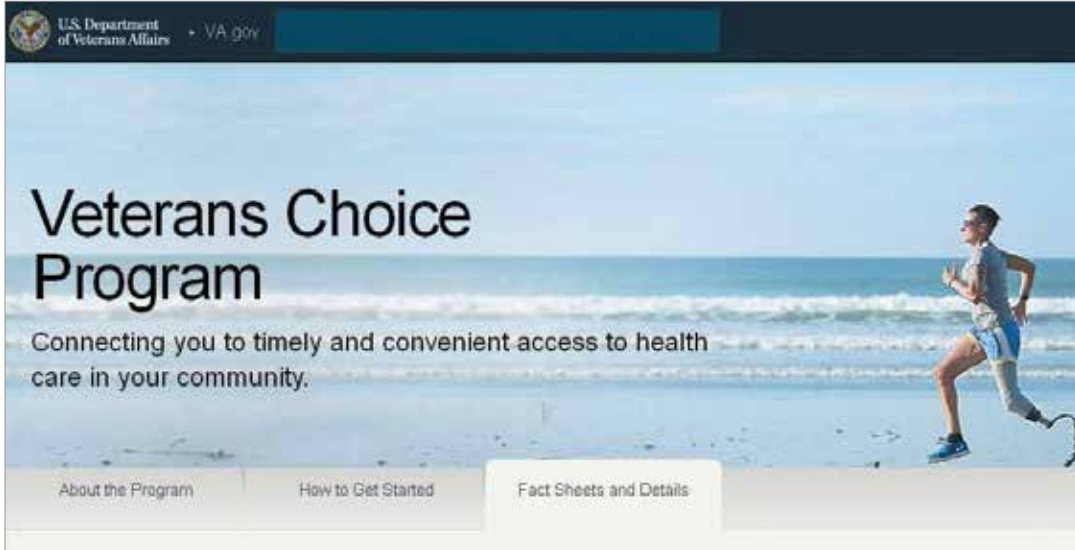 U.S. Department
of Veterans Affairs
▸ VA.gov
Veterans Choice
Program
Connecting you to timely and convenient access to health
care in your community.
About the Program
How to Get Started
Fact Sheets and Details